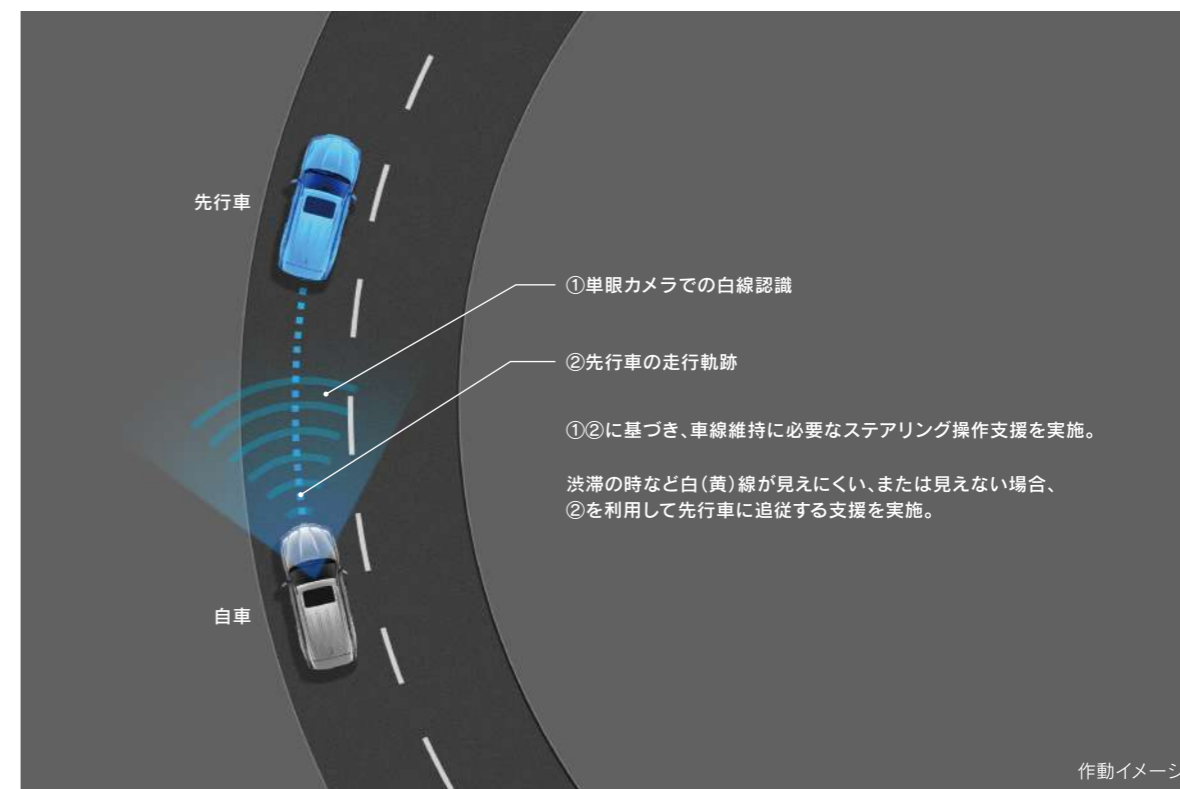 先行車
①単眼カメラでの白線認識
②先行車の走行軌跡
①②に基づき、車線維持に必要なステアリング操作支援を実施。
渋滞の時など白（黄）線が見えにくい、または見えない場合、
②を利用して先行車に追従する支援を実施。
自車
作動イメージ